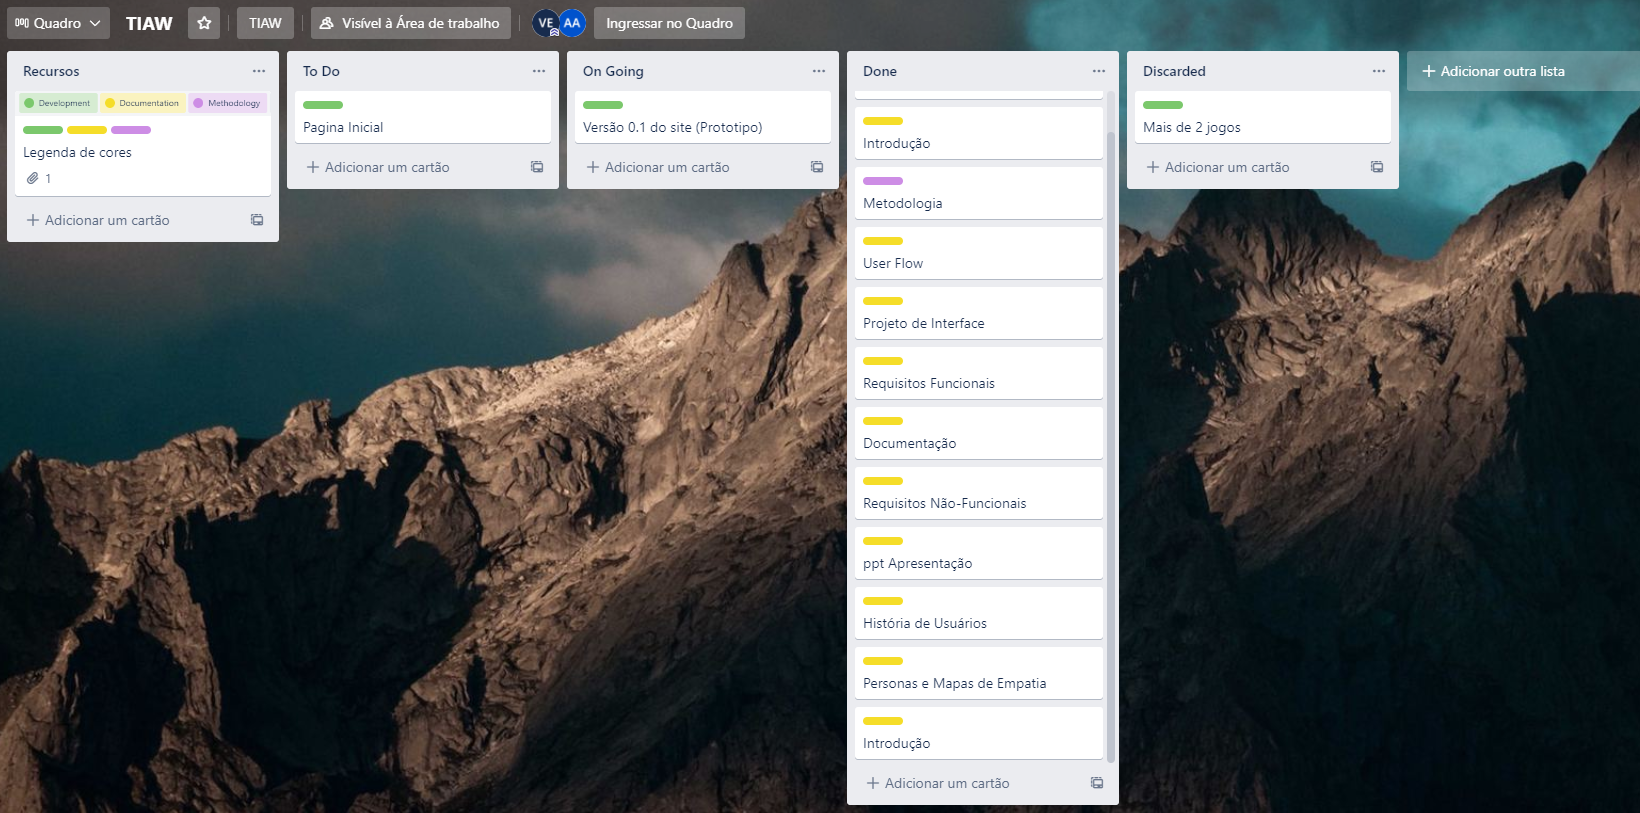 Quadro
TIAW
TIAW
Visível à Área de trabalho
VE
AA
Ingressar no Quadro
Recursos
Development
Documentation
Methodology
Legenda de cores
1
Adicionar um cartão
To Do
Pagina Inicial
Adicionar um cartão
On Going
Versão 0.1 do site (Prototipo)
Adicionar um cartão
Done
Introdução
Metodologia
User Flow
Projeto de Interface
Requisitos Funcionais
Documentação
Requisitos Não-Funcionais
ppt Apresentação
História de Usuários
Personas e Mapas de Empatia
Introdução
Adicionar um cartão
Discarded
Mais de 2 jogos
Adicionar um cartão
Adicionar outra lista